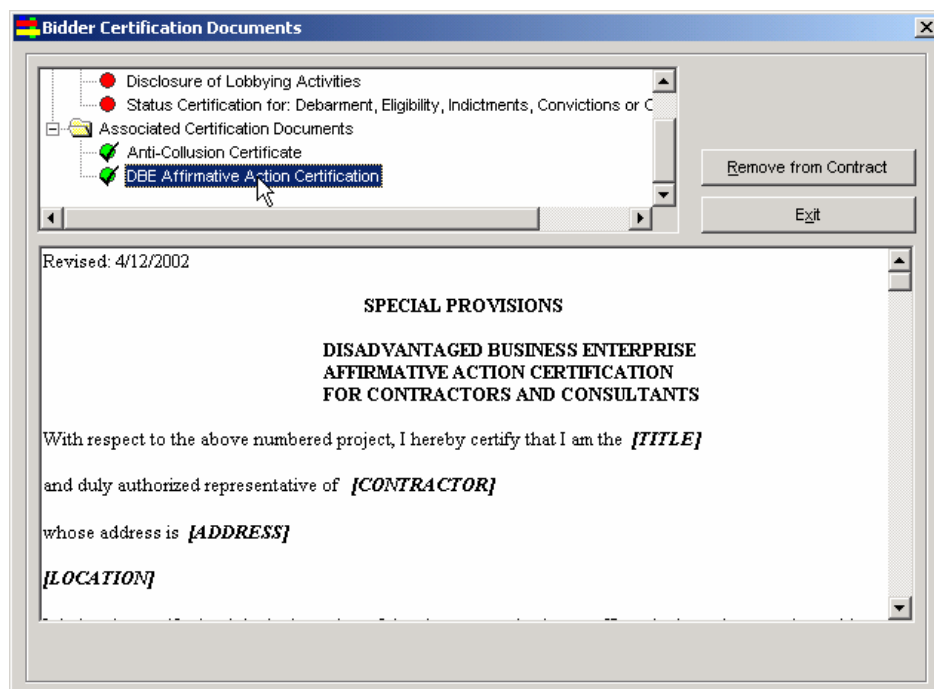 Bidder Certification Documents
Disclosure of Lobbying Activities
Status Certification for: Debarment, Eligibility, Indictments, Convictions or
Associated Certification Documents
Anti-Collusion Certificate
DBE Affirmative Action Certification
Remove from Contract
Exit
Revised: 4/12/2002
SPECIAL PROVISIONS
DISADVANTAGED BUSINESS ENTERPRISE
AFFIRMATIVE ACTION CERTIFICATION
FOR CONTRACTORS AND CONSULTANTS
With respect to the above numbered project, I hereby certify that I am the [TITLE]
and duly authorized representative of [CONTRACTOR]
whose address is [ADDRESS]
[LOCATION]